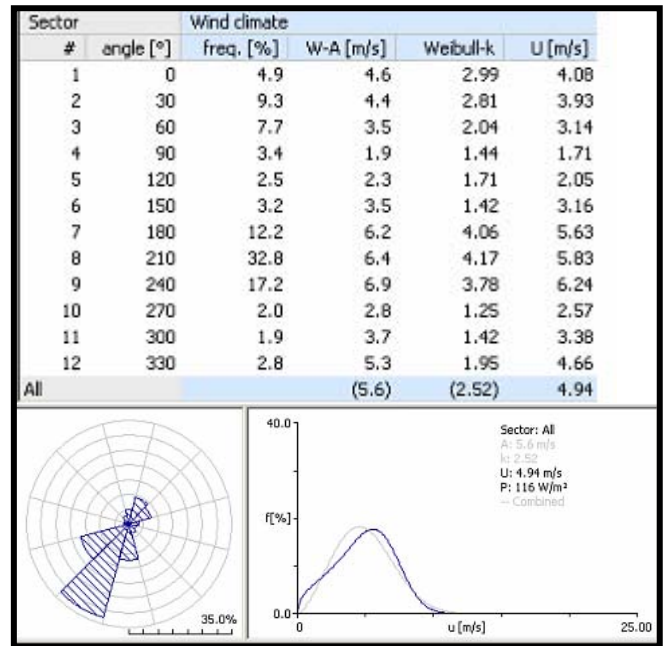 Sector Wind climate
# angle [°] freq. [%] W-A [m/s] Weibull-k U [m/s]
1 0 4.9 4.6 2.99 4.08
2 30 9.3 4.4 2.81 3.93
3 60 7.7 3.5 2.04 3.14
4 90 3.4 1.9 1.44 1.71
5 120 2.5 2.3 1.71 2.05
6 150 3.2 3.5 1.42 3.16
7 180 12.2 6.2 4.06 5.63
8 210 32.8 6.4 4.17 5.83
9 240 17.2 6.9 3.78 6.24
10 270 2.0 2.8 1.25 2.57
11 300 1.9 3.7 1.42 3.38
12 330 2.8 5.3 1.95 4.66
All (5.6) (2.52) 4.94
35.0%
40.0
Sector: All
A: 5.6 m/s
k: 2.52
U: 4.94 m/s
P: 116 W/m²
-- Combined
f[%]
0.0
0 u [m/s] 25.00